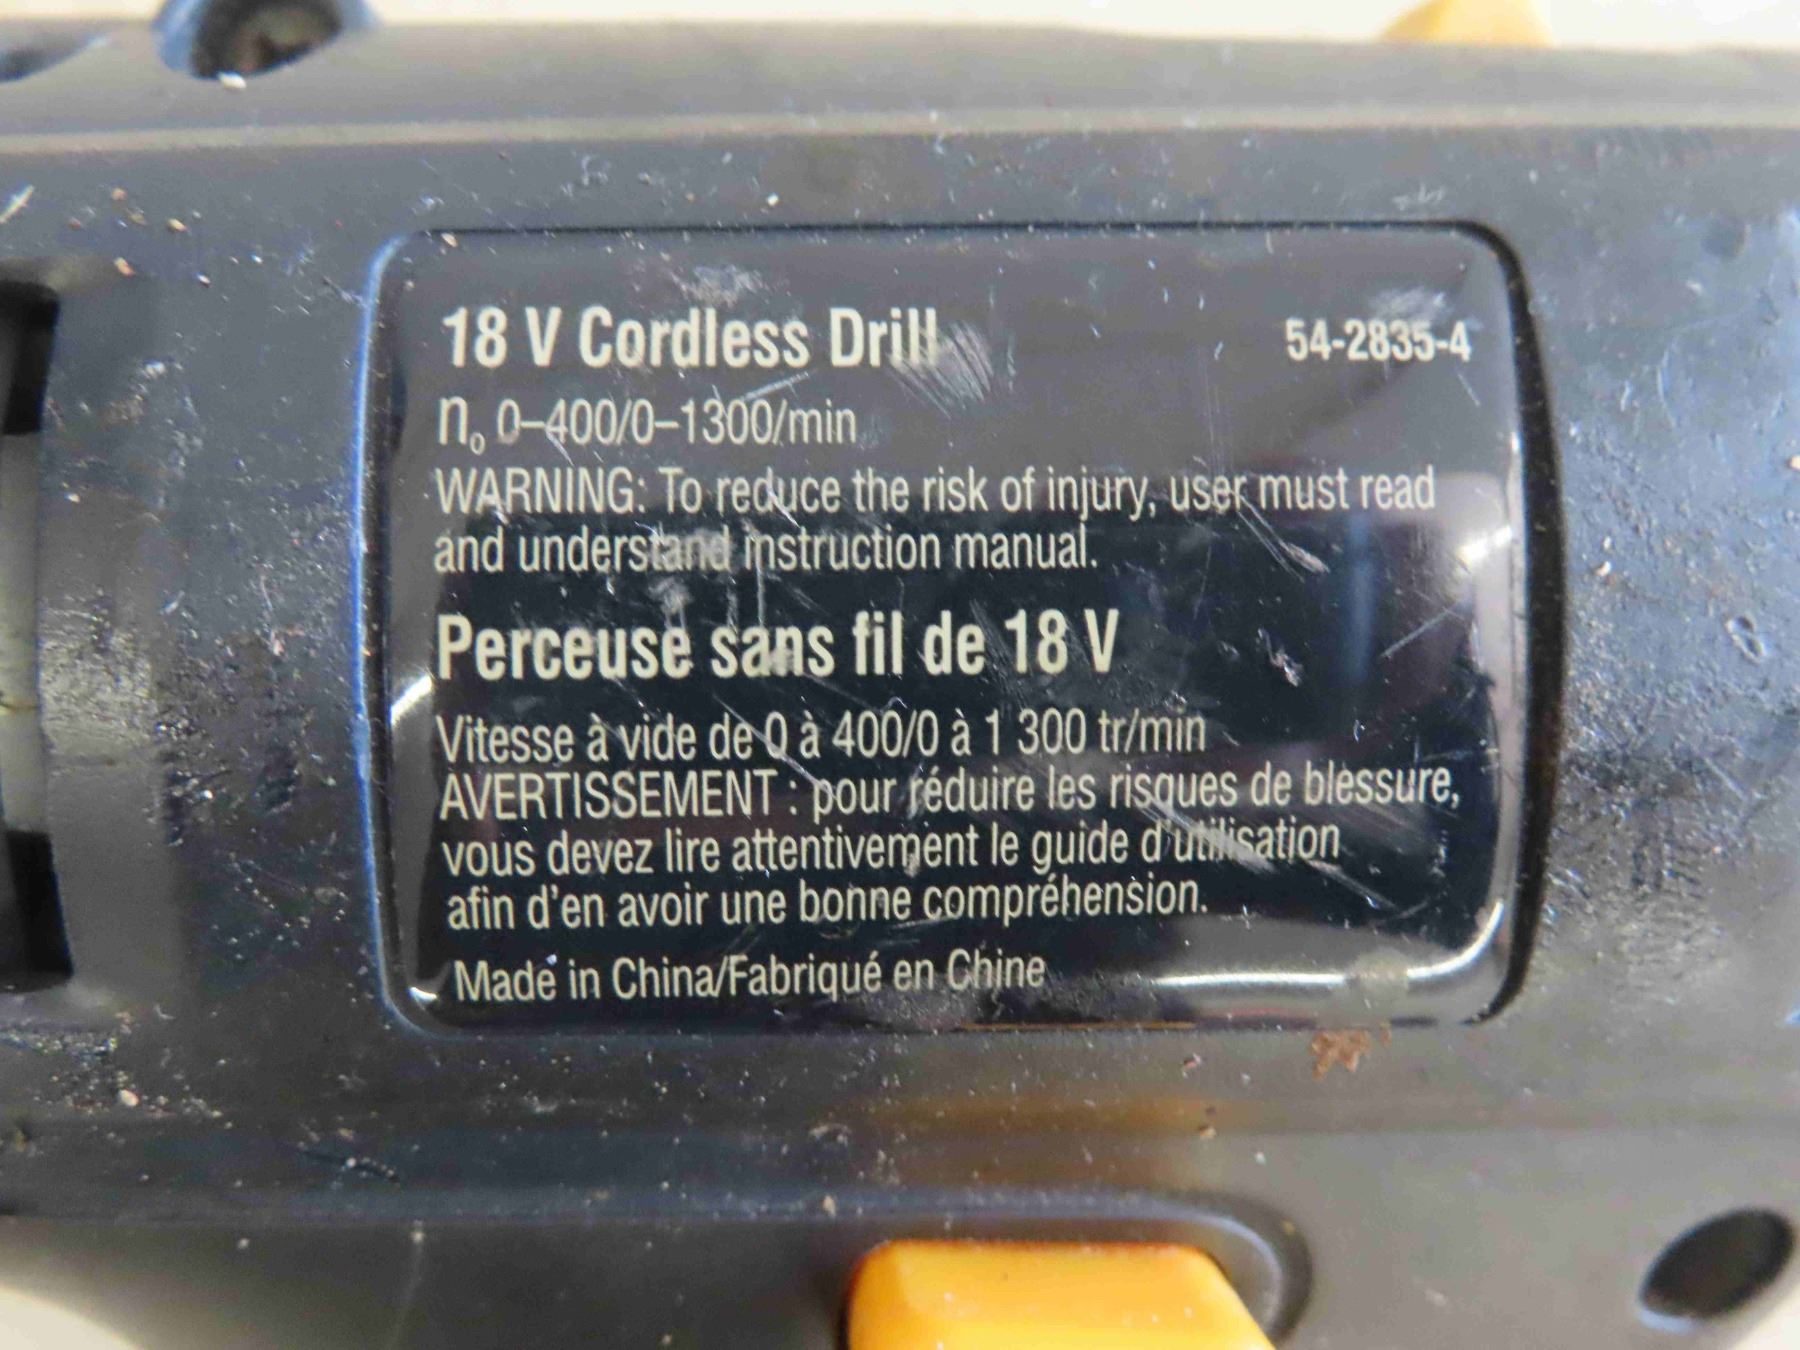 18 V Cordless Drill 54-2835-4
n₀ 0–400/0–1300/min
WARNING: To reduce the risk of injury, user must read
and understand instruction manual.
Perceuse sans fil de 18 V
Vitesse à vide de 0 à 400/0 à 1 300 tr/min
AVERTISSEMENT : pour réduire les risques de blessure,
vous devez lire attentivement le guide d'utilisation
afin d'en avoir une bonne compréhension.
Made in China/Fabriqué en Chine